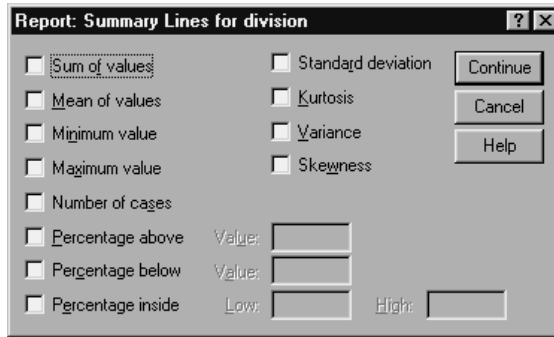 Report: Summary Lines for division
Sum of values
Mean of values
Minimum value
Maximum value
Number of cases
Percentage above Value:
Percentage below Value:
Percentage inside Low: High:
Standard deviation
Kurtosis
Variance
Skewness
Continue
Cancel
Help